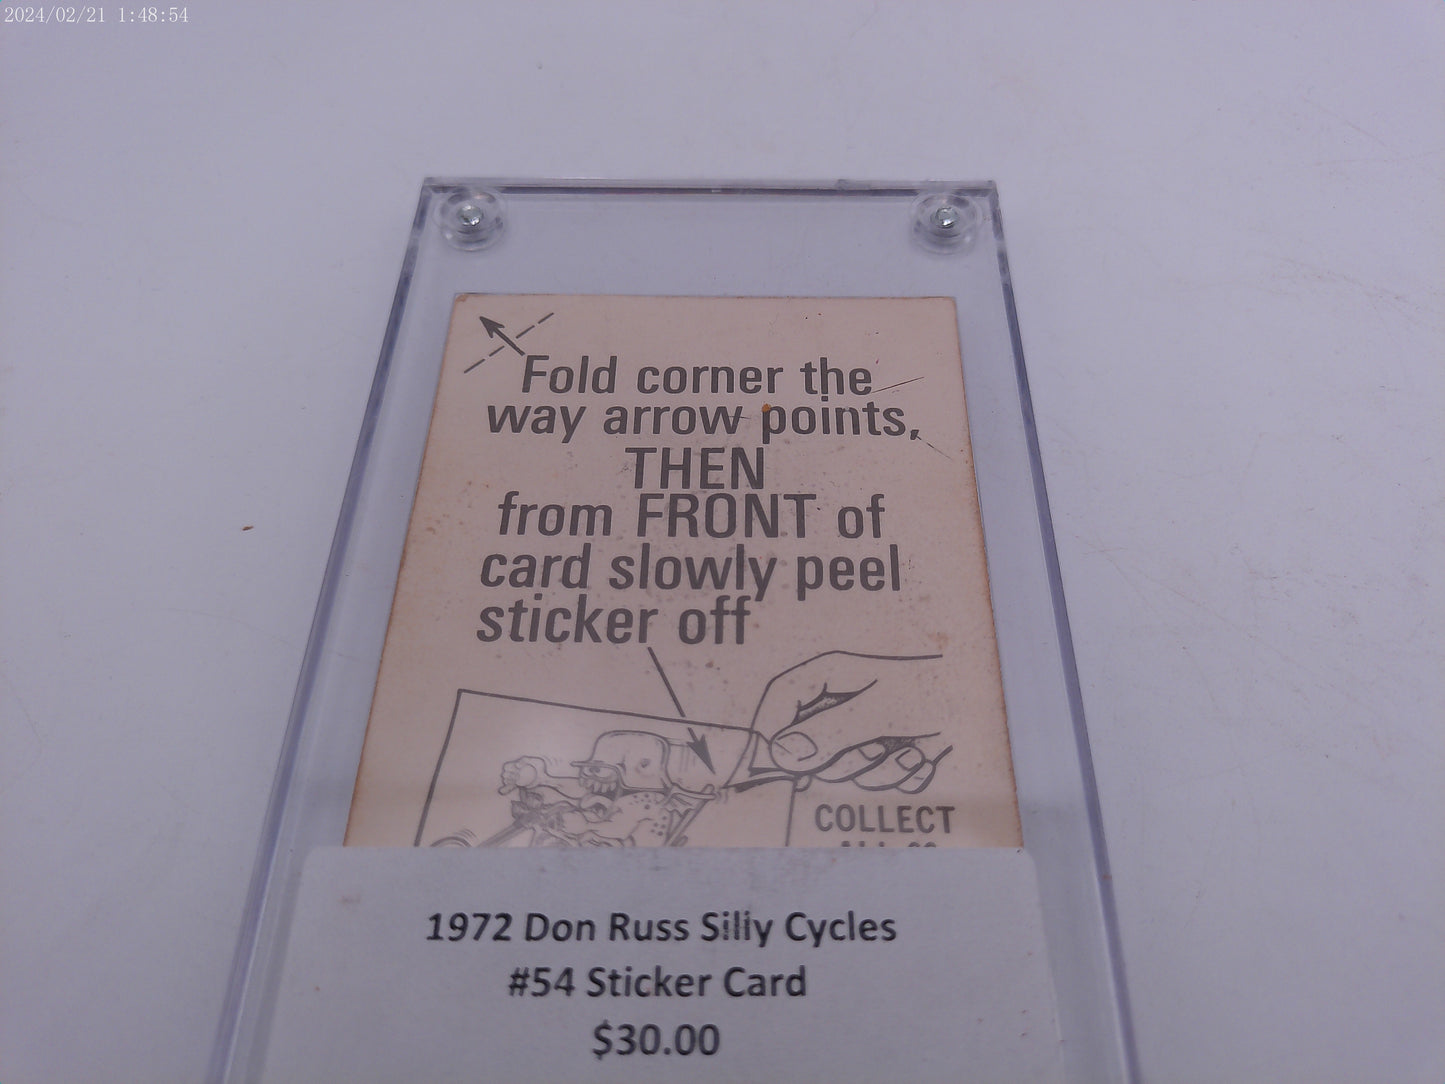 2024/02/21 1:48:54
Fold corner the
way arrow points,
THEN
from FRONT of
card slowly peel
sticker off
COLLECT
1972 Don Russ Silly Cycles
#54 Sticker Card
$30.00